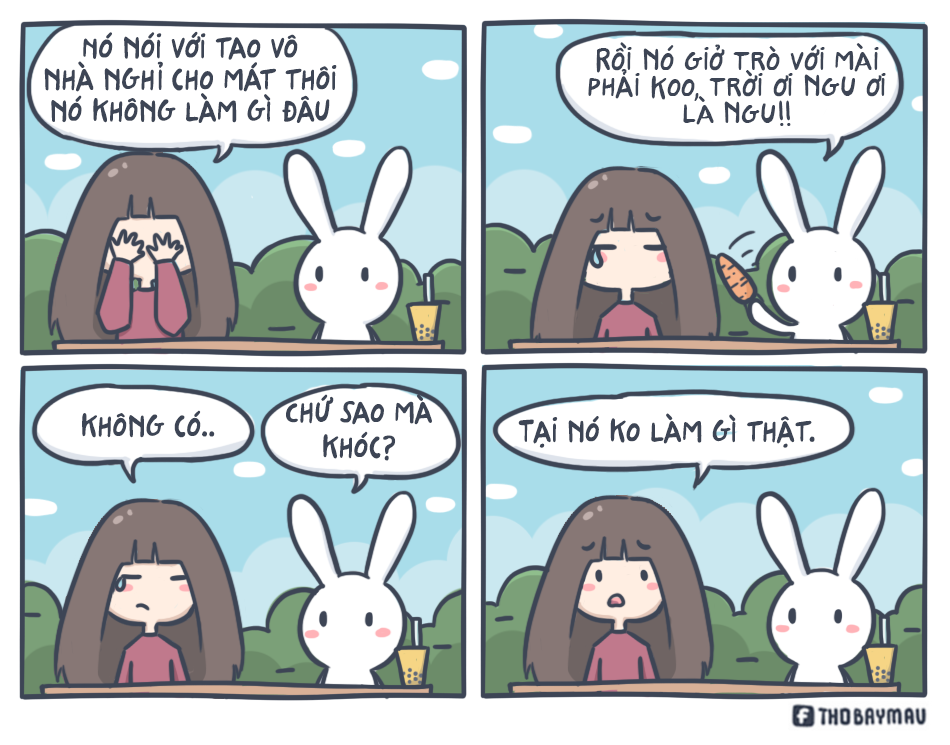 NÓ NÓI VỚI TAO VÔ
NHÀ NGHỈ CHO MÁT THÔI
NÓ KHÔNG LÀM GÌ ĐÂU
RỒI NÓ GIỞ TRÒ VỚI MÀI
PHẢI KOO, TRỜI ƠI NGU ƠI
LÀ NGU!!
KHÔNG CÓ..
CHỨ SAO MÀ
KHÓC?
TẠI NÓ KO LÀM GÌ THẬT.
f THOBAYMAU